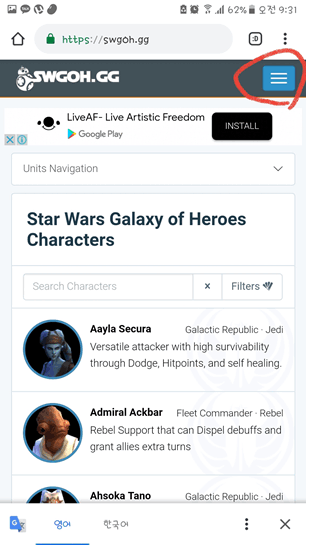 62% 오전 9:31
https://swgoh.gg
:D
SWGOH.GG
LiveAF- Live Artistic Freedom
Google Play
INSTALL
Units Navigation
Star Wars Galaxy of Heroes
Characters
Search Characters
×
Filters
Aayla Secura
Galactic Republic · Jedi
Versatile attacker with high survivability
through Dodge, Hitpoints, and self healing.
Admiral Ackbar
Fleet Commander · Rebel
Rebel Support that can Dispel debuffs and
grant allies extra turns
Ahsoka Tano
Galactic Republic · Jedi
영어
한국어